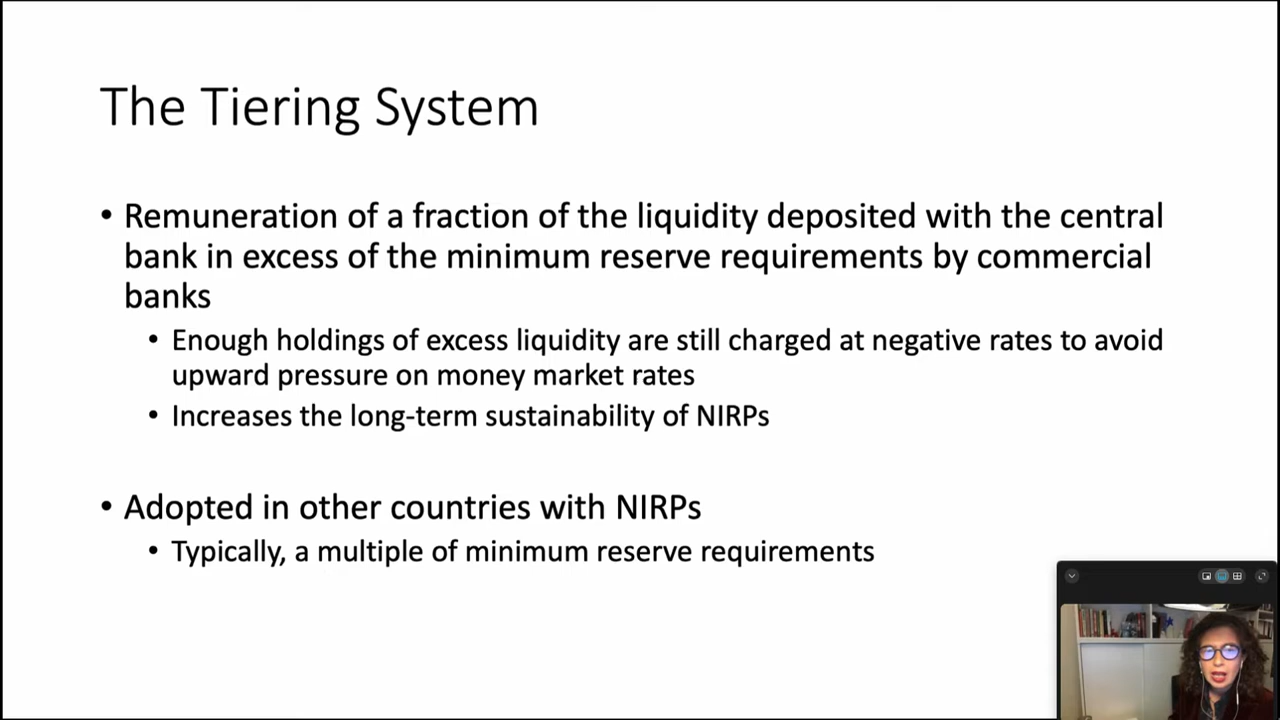 The Tiering System
• Remuneration of a fraction of the liquidity deposited with the central
bank in excess of the minimum reserve requirements by commercial
banks
• Enough holdings of excess liquidity are still charged at negative rates to avoid
upward pressure on money market rates
• Increases the long-term sustainability of NIRPs
• Adopted in other countries with NIRPs
• Typically, a multiple of minimum reserve requirements